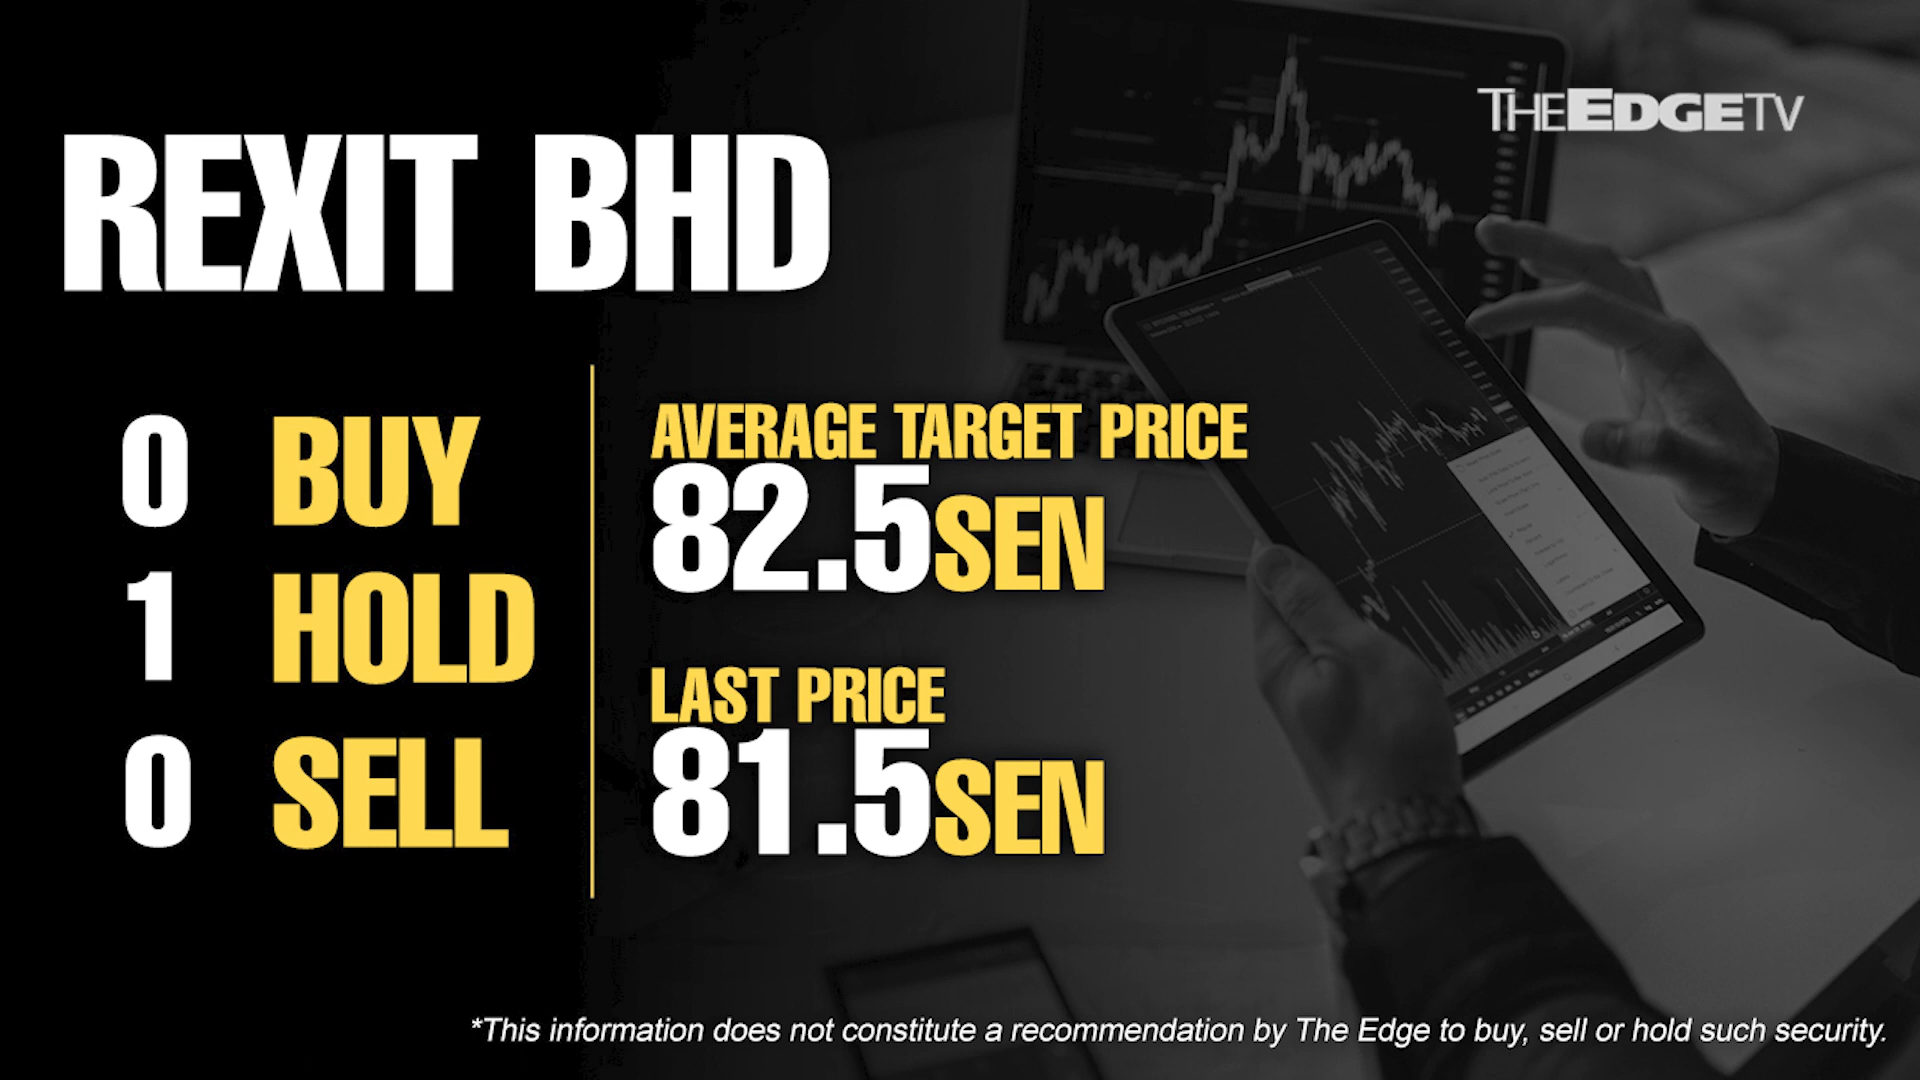 THEEDGETV
REXIT BHD
0 BUY
1 HOLD
0 SELL
AVERAGE TARGET PRICE
82.5SEN
LAST PRICE
81.5SEN
*This information does not constitute a recommendation by The Edge to buy, sell or hold such security.